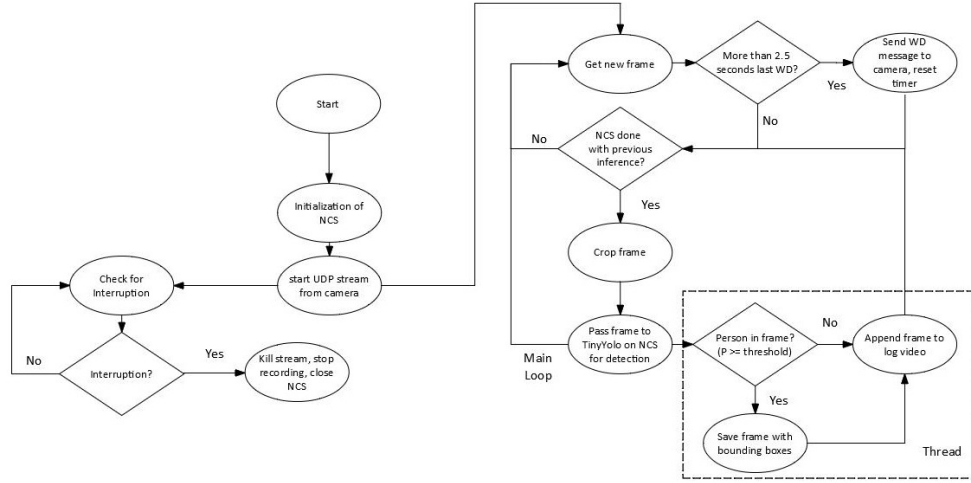 Start
Initialization of
NCS
start UDP stream
from camera
Check for
Interruption
Interruption?
No
Yes
Kill stream, stop
recording, close
NCS
Get new frame
More than 2.5
seconds last WD?
Yes
Send WD
message to
camera, reset
timer
No
NCS done
with previous
inference?
No
Yes
Crop frame
Pass frame to
TinyYolo on NCS
for detection
Main
Loop
Person in frame?
(P >= threshold)
No
Append frame to
log video
Yes
Save frame with
bounding boxes
Thread